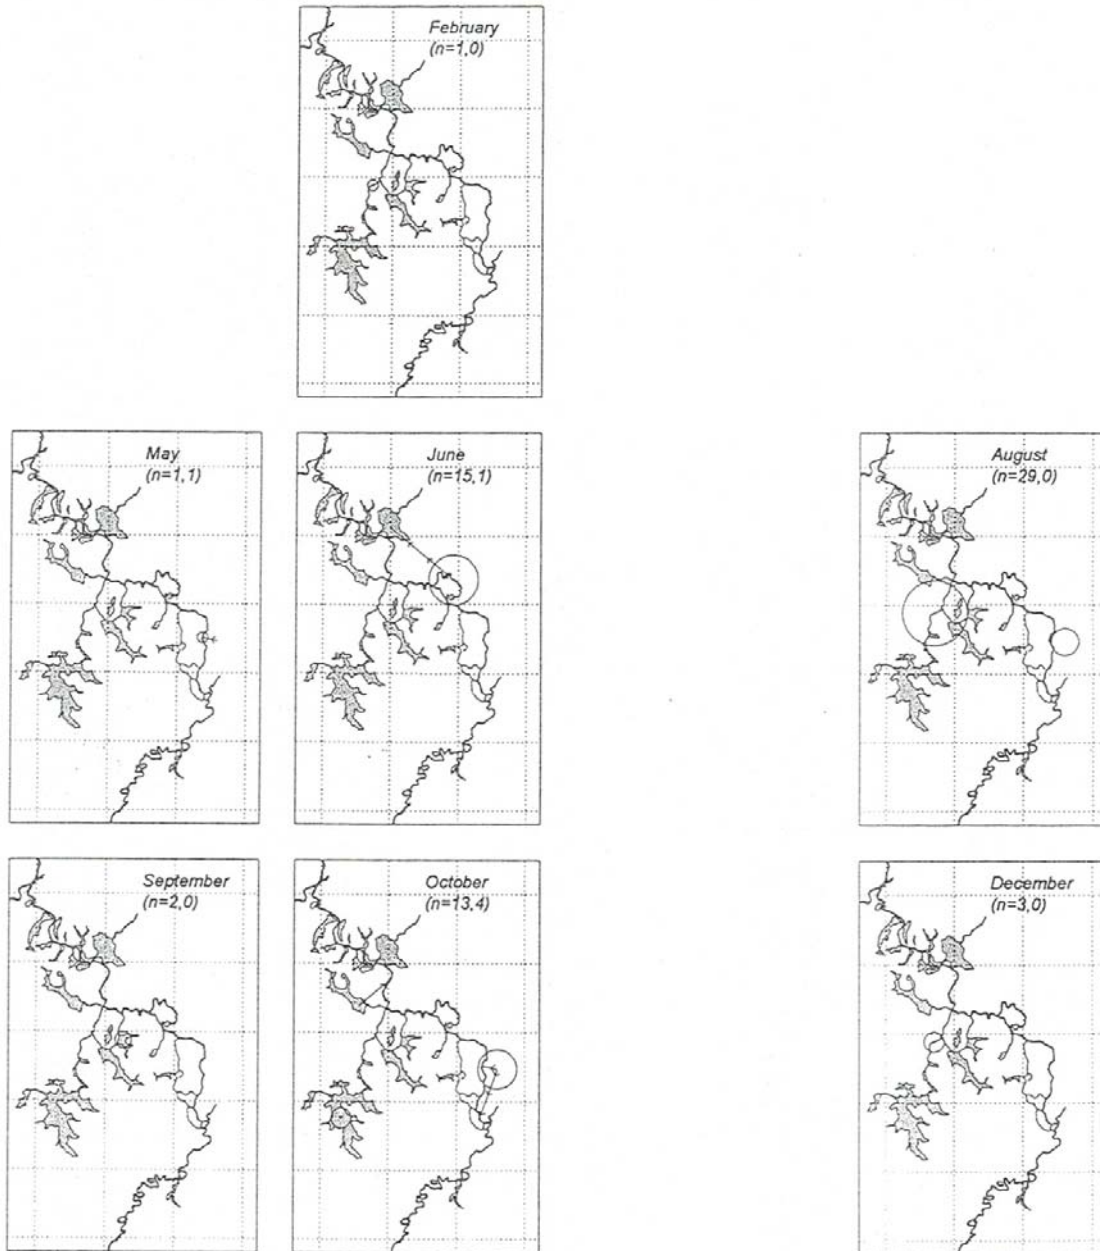 February
(n=1,0)
May
(n=1,1)
June
(n=15,1)
August
(n=29,0)
September
(n=2,0)
October
(n=13,4)
December
(n=3,0)